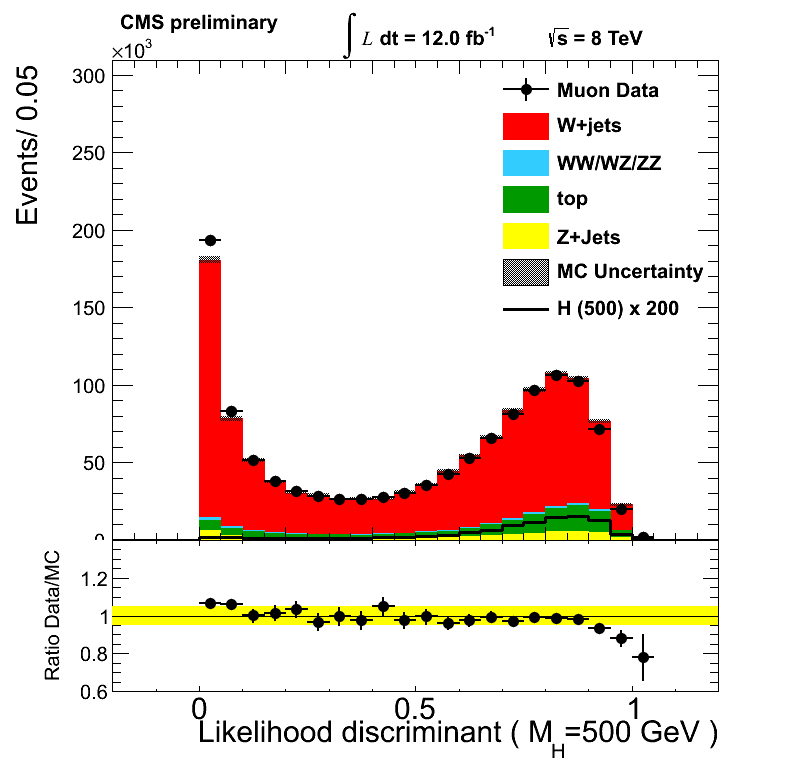 CMS preliminary
∫ L dt = 12.0 fb⁻¹
√s = 8 TeV
×10³
Events/ 0.05
300
250
200
150
100
50
0
Muon Data
W+jets
WW/WZ/ZZ
top
Z+Jets
MC Uncertainty
H (500) x 200
Ratio Data/MC
1.2
1
0.8
0.6
0 0.5 1
Likelihood discriminant ( M_H=500 GeV )